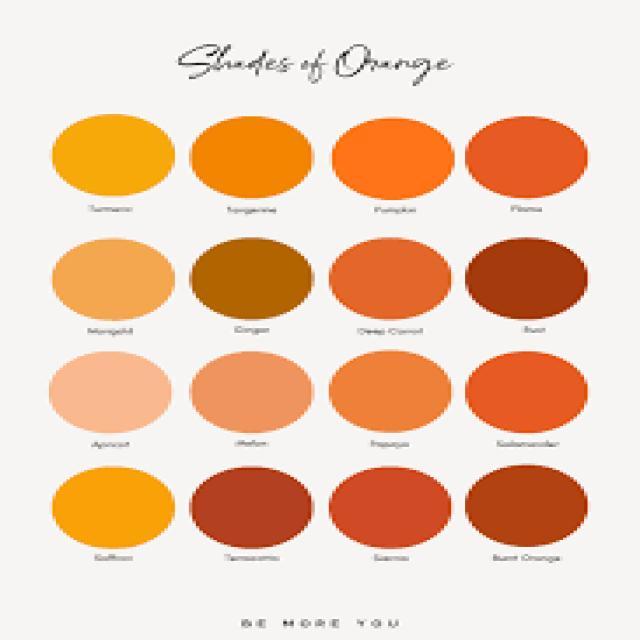 Shades of Orange
Turmeric Tangerine Pumpkin Flame
Marigold Ginger Deep Carrot Rust
Apricot Melon Papaya Salamander
Saffron Terracotta Sienna Burnt Orange
BE MORE YOU